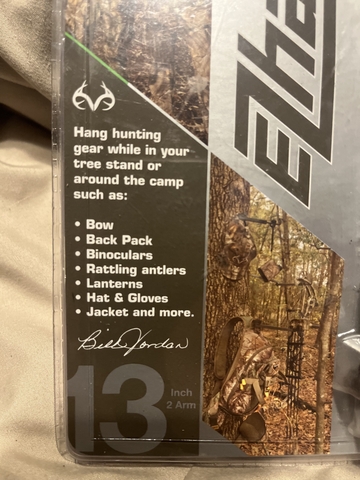 EZha
Hang hunting
gear while in your
tree stand or
around the camp
such as:
• Bow
• Back Pack
• Binoculars
• Rattling antlers
• Lanterns
• Hat & Gloves
• Jacket and more.
Bill Jordan
13
Inch
2 Arm